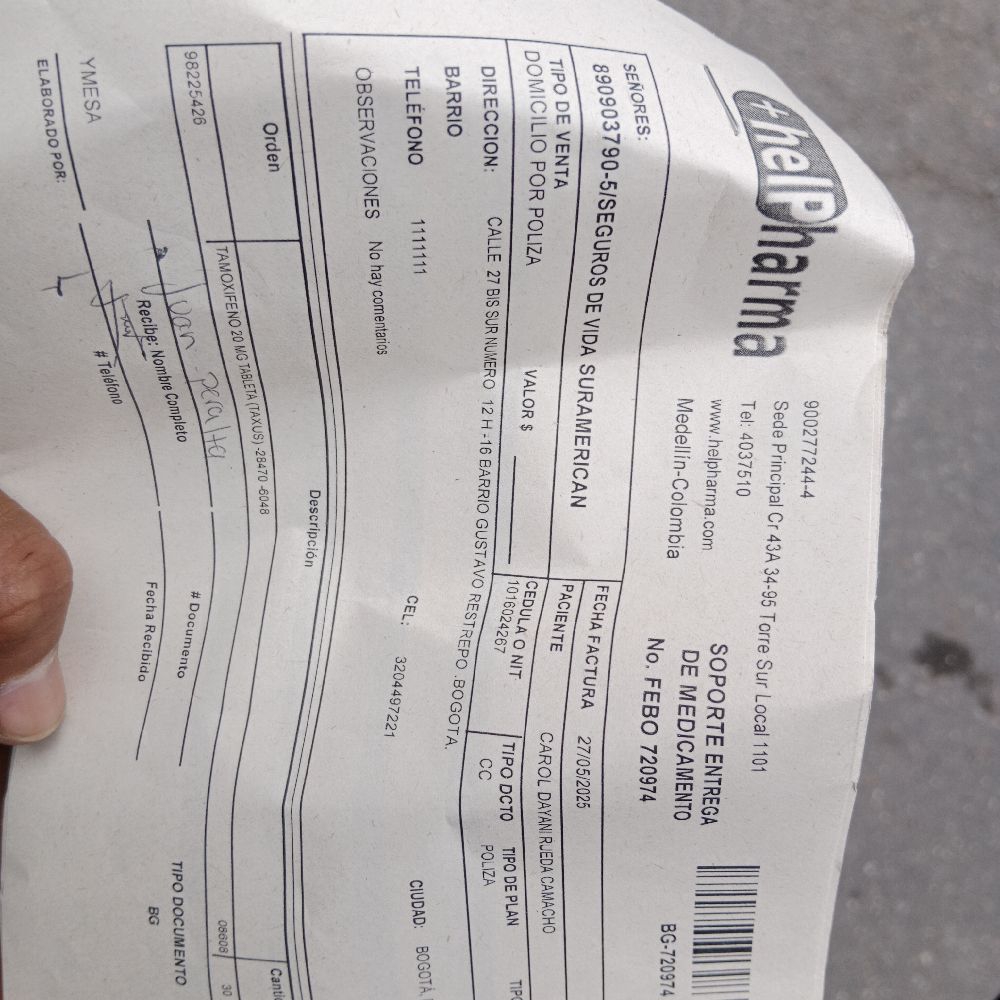 +helPharma
900277244-4
Sede Principal Cr 43A 34-95 Torre Sur Local 1101
Tel: 4037510
www.helpharma.com
Medellín-Colombia
SOPORTE ENTREGA
DE MEDICAMENTO
No. FEBO 720974
BG-720974
SEÑORES:
890903790-5/SEGUROS DE VIDA SURAMERICAN
FECHA FACTURA 27/05/2025
TIPO DE VENTA
DOMICILIO POR POLIZA
VALOR $
PACIENTE CAROL DAYANI RJEDA CAMACHO
CEDULA O NIT
1016024267
TIPO DCTO
CC
TIPO DE PLAN
POLIZA
DIRECCION: CALLE 27 BIS SUR NUMERO 12 H -16 BARRIO GUSTAVO RESTREPO .BOGOTA.
BARRIO
TELÉFONO 1111111
CEL: 3204497221
CIUDAD: BOGOTÁ,
OBSERVACIONES No hay comentarios
Orden
Descripción
98225426
TAMOXIFENO 20 MG TABLETA (TAXUS) -28470 -6048
08608/
30
Juan peralta
Recibe: Nombre Completo
# Documento
TIPO DOCUMENTO
BG
YMESA
ELABORADO POR:
# Teléfono
Fecha Recibido